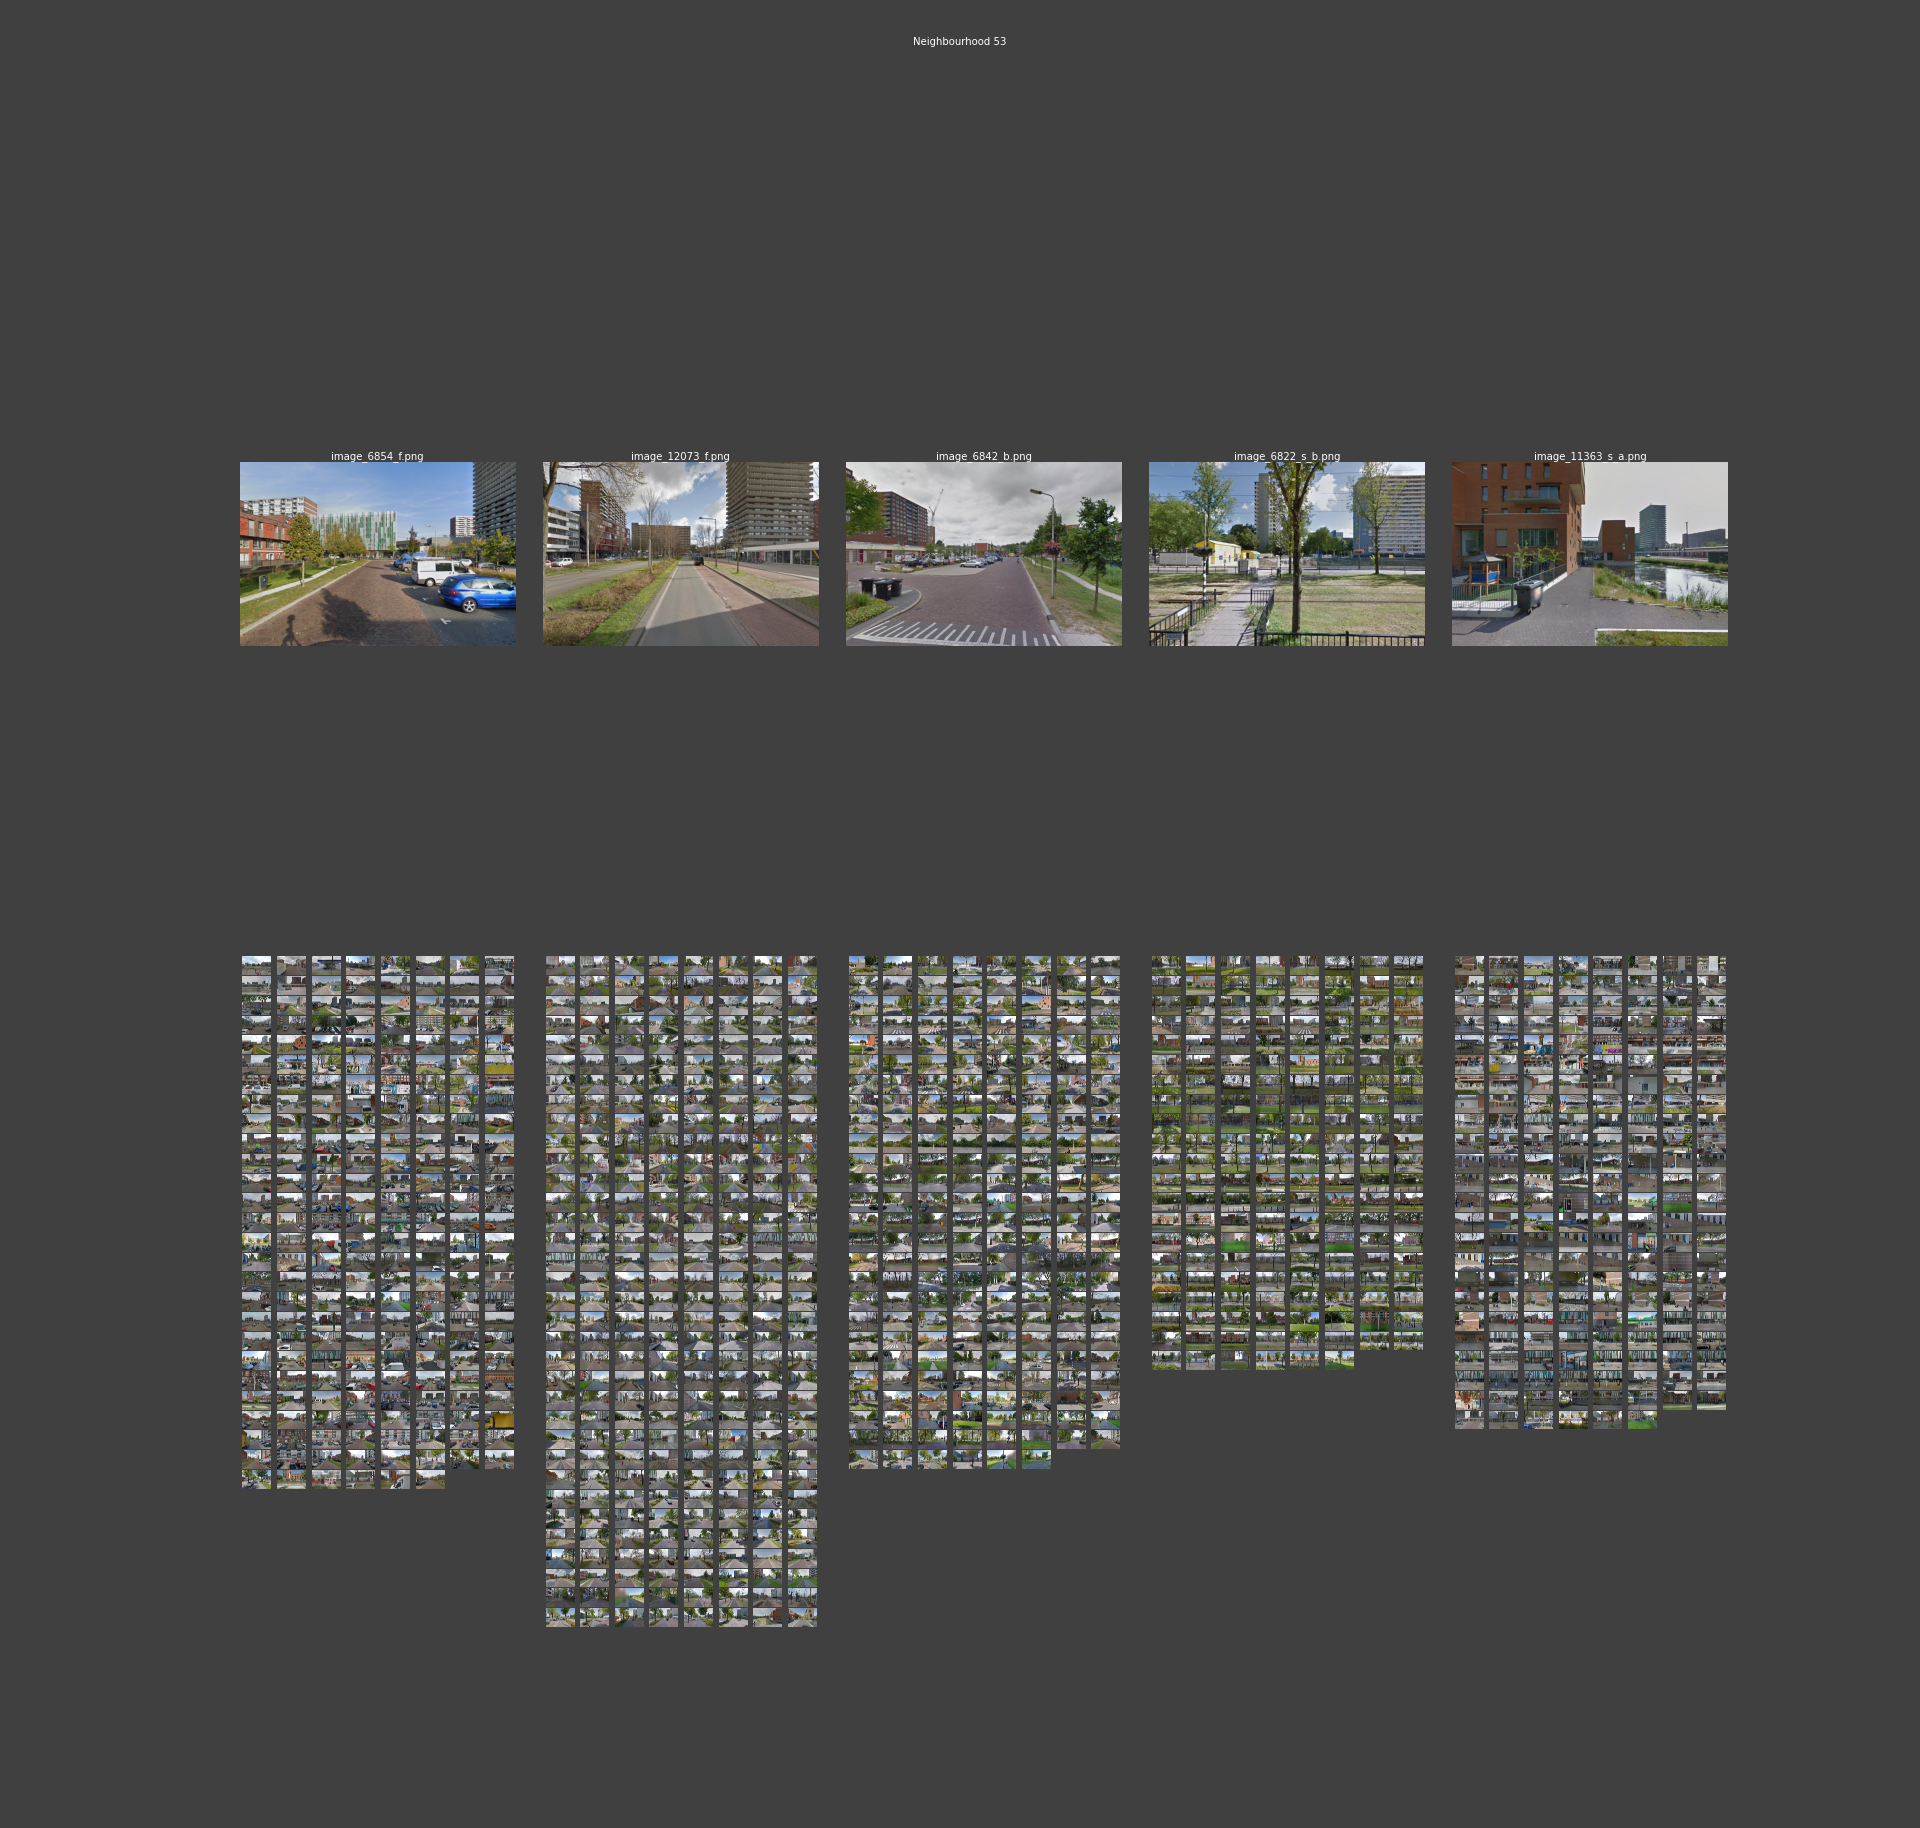 Neighbourhood 53
image_6854_f.png
image_12073_f.png
image_6842_b.png
image_6822_s_b.png
image_11363_s_a.png